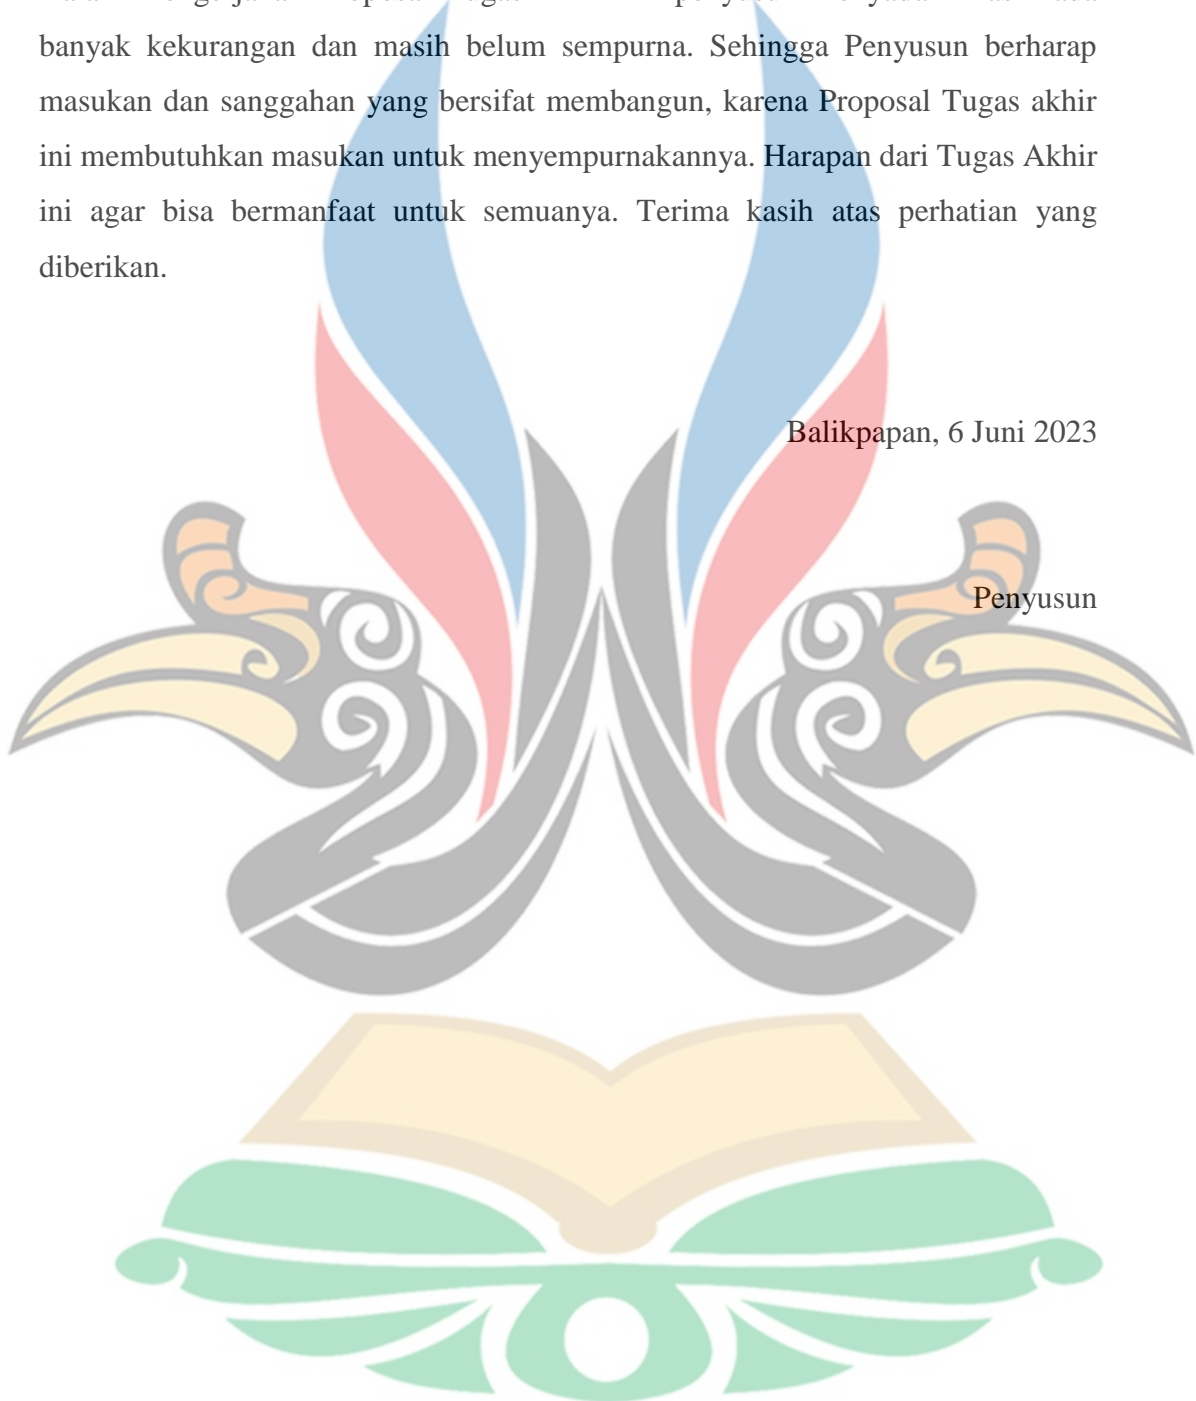 banyak kekurangan dan masih belum sempurna. Sehingga Penyusun berharap
masukan dan sanggahan yang bersifat membangun, karena Proposal Tugas akhir
ini membutuhkan masukan untuk menyempurnakannya. Harapan dari Tugas Akhir
ini agar bisa bermanfaat untuk semuanya. Terima kasih atas perhatian yang
diberikan.
Balikpapan, 6 Juni 2023
Penyusun